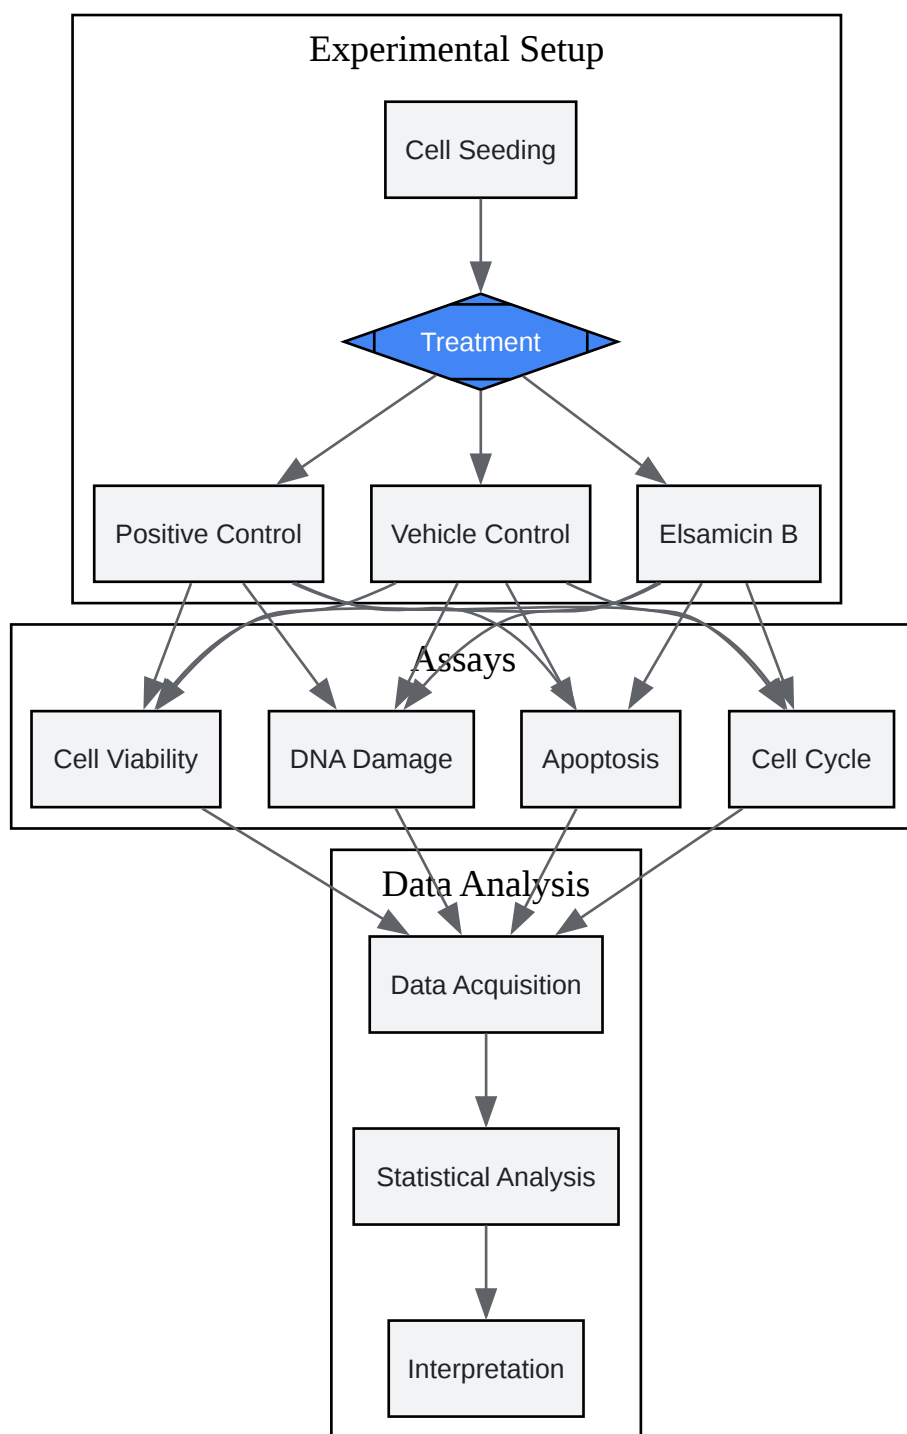 Experimental Setup
Cell Seeding
Treatment
Positive Control
Vehicle Control
Elsamicin B
Assays
Cell Viability
DNA Damage
Apoptosis
Cell Cycle
Data Analysis
Data Acquisition
Statistical Analysis
Interpretation